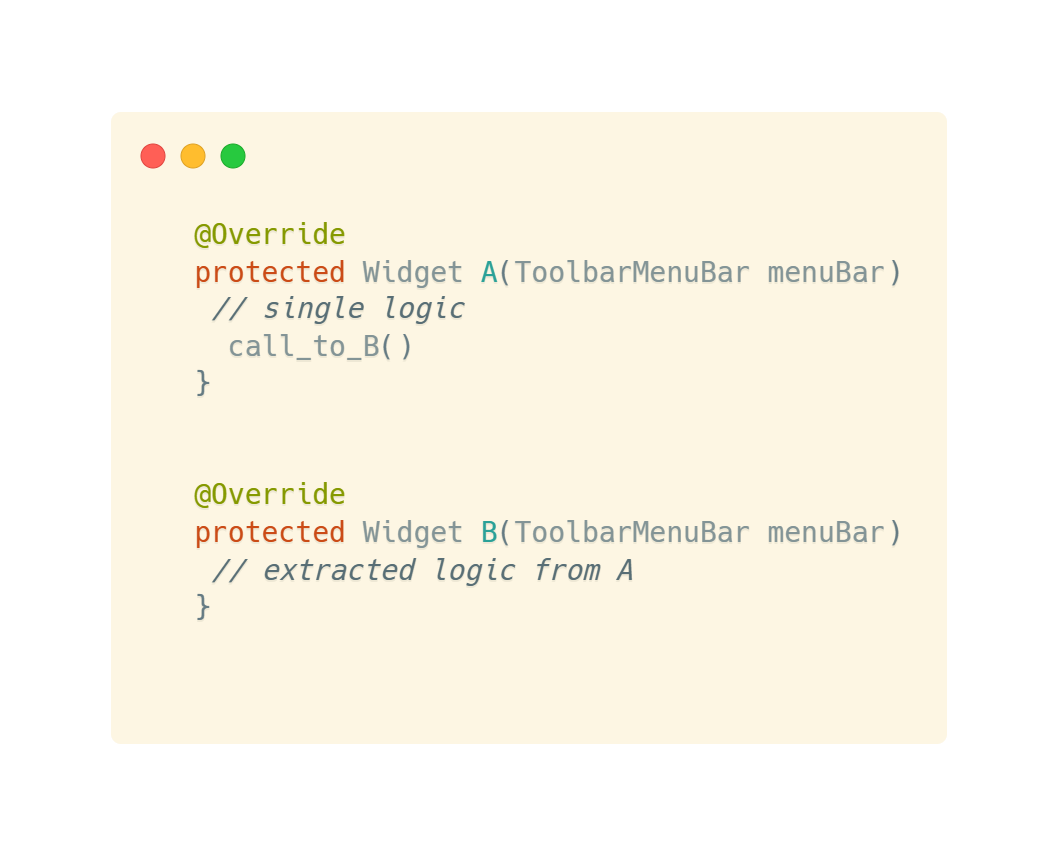 @Override
protected Widget A(ToolbarMenuBar menuBar)
// single logic
call_to_B()
}
@Override
protected Widget B(ToolbarMenuBar menuBar)
// extracted logic from A
}